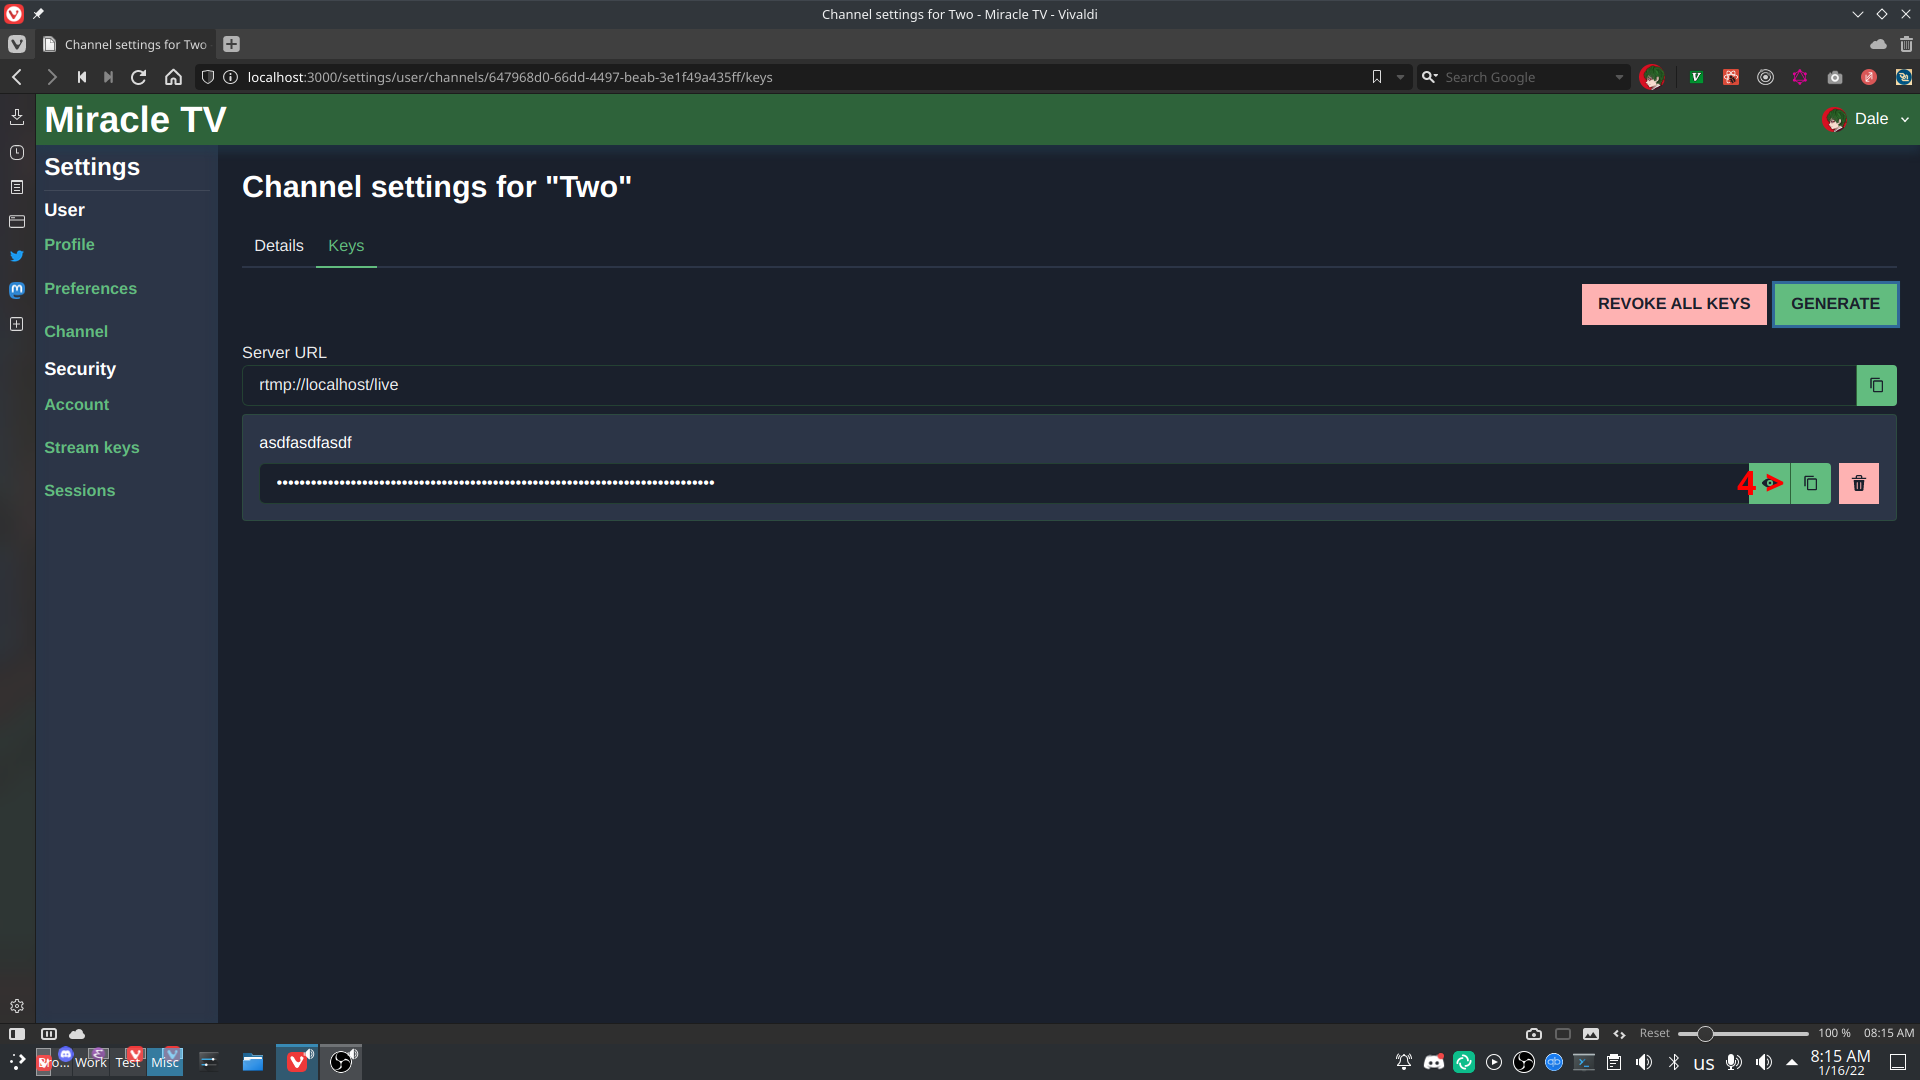 Channel settings for Two - Miracle TV - Vivaldi
Channel settings for Two
localhost:3000/settings/user/channels/647968d0-66dd-4497-beab-3e1f49a435ff/keys
Search Google
Miracle TV
Dale
Settings
User
Profile
Preferences
Channel
Security
Account
Stream keys
Sessions
Channel settings for "Two"
Details
Keys
REVOKE ALL KEYS
GENERATE
Server URL
rtmp://localhost/live
asdfasdfasdf
••••••••••••••••••••••••••••••••••••••••••••••••••••••••••••••••••••••••••••
4 >
Reset
100 %
08:15 AM
Work
Test
Misc
us
8:15 AM
1/16/22